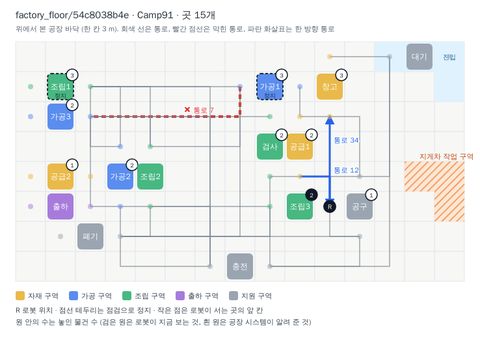 factory_floor/54c8038b4e · Camp91 · 곳 15개
위에서 본 공장 바닥 (한 칸 3 m). 회색 선은 통로, 빨간 점선은 막힌 통로, 파란 화살표는 한 방향 통로
대기
진입
3
조립1
정지
3
가공1
정지
3
창고
2
가공3
✖ 통로 7
2
검사
2
공급1
통로 34
지게차 작업 구역
2
공급2
2
가공2
조립2
통로 12
출하
2
조립3
R
1
공구
폐기
충전
자재 구역
가공 구역
조립 구역
출하 구역
지원 구역
R 로봇 위치 · 점선 테두리는 점검으로 정지 · 작은 점은 로봇이 서는 곳의 앞 칸
원 안의 수는 놓인 물건 수 (검은 원은 로봇이 지금 보는 것, 흰 원은 공장 시스템이 알려 준 것)